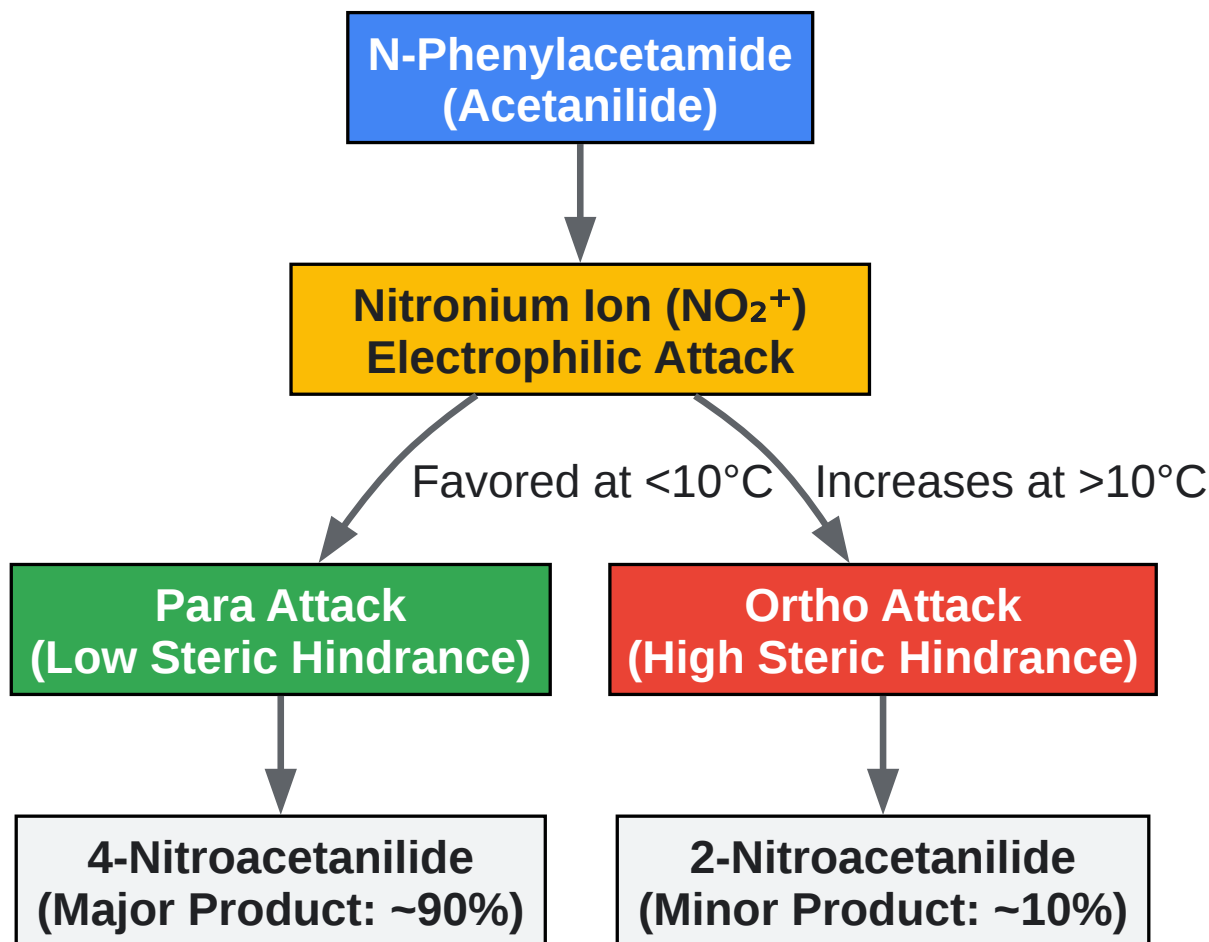 N-Phenylacetamide
(Acetanilide)
Nitronium Ion (NO₂⁺)
Electrophilic Attack
Favored at <10°C
Increases at >10°C
Para Attack
(Low Steric Hindrance)
Ortho Attack
(High Steric Hindrance)
4-Nitroacetanilide
(Major Product: ~90%)
2-Nitroacetanilide
(Minor Product: ~10%)